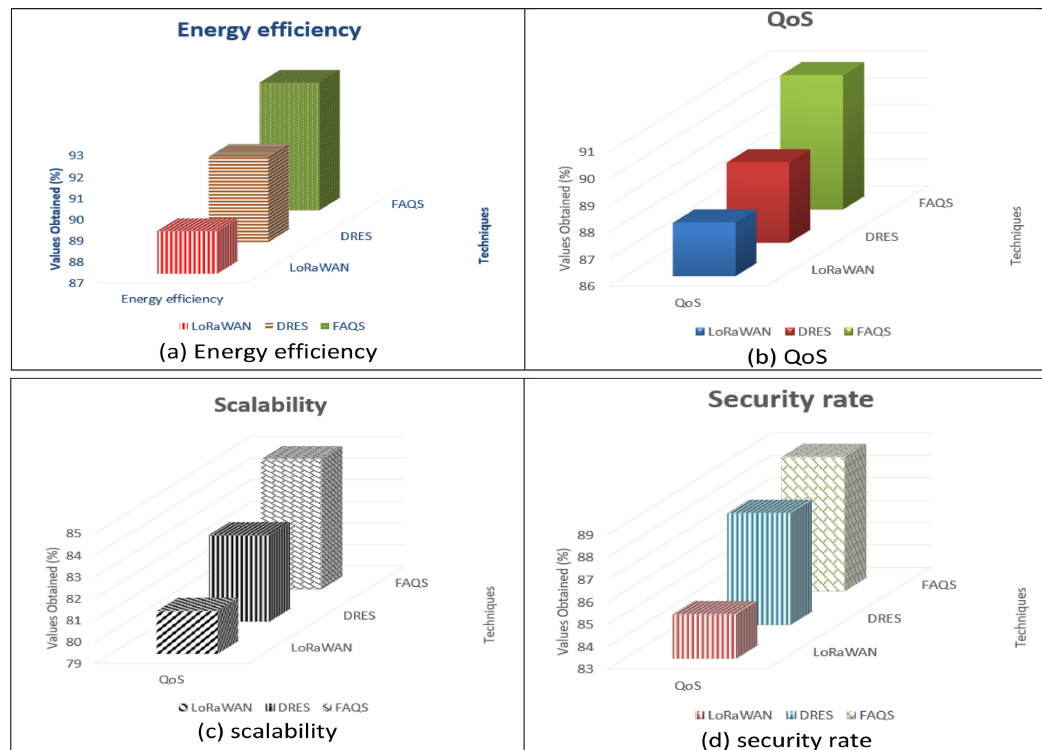 Energy efficiency
Values Obtained (%)
93
92
91
90
89
88
87
FAQS
DRES
LoRaWAN
Techniques
Energy efficiency
LoRaWAN DRES FAQS
(a) Energy efficiency
QoS
Values Obtained (%)
91
90
89
88
87
86
FAQS
DRES
LoRaWAN
Techniques
QoS
LoRaWAN DRES FAQS
(b) QoS
Scalability
Values Obtained (%)
85
84
83
82
81
80
79
FAQS
DRES
LoRaWAN
Techniques
QoS
LoRaWAN DRES FAQS
(c) scalability
Security rate
Values Obtained (%)
89
88
87
86
85
84
83
FAQS
DRES
LoRaWAN
Techniques
QoS
LoRaWAN DRES FAQS
(d) security rate